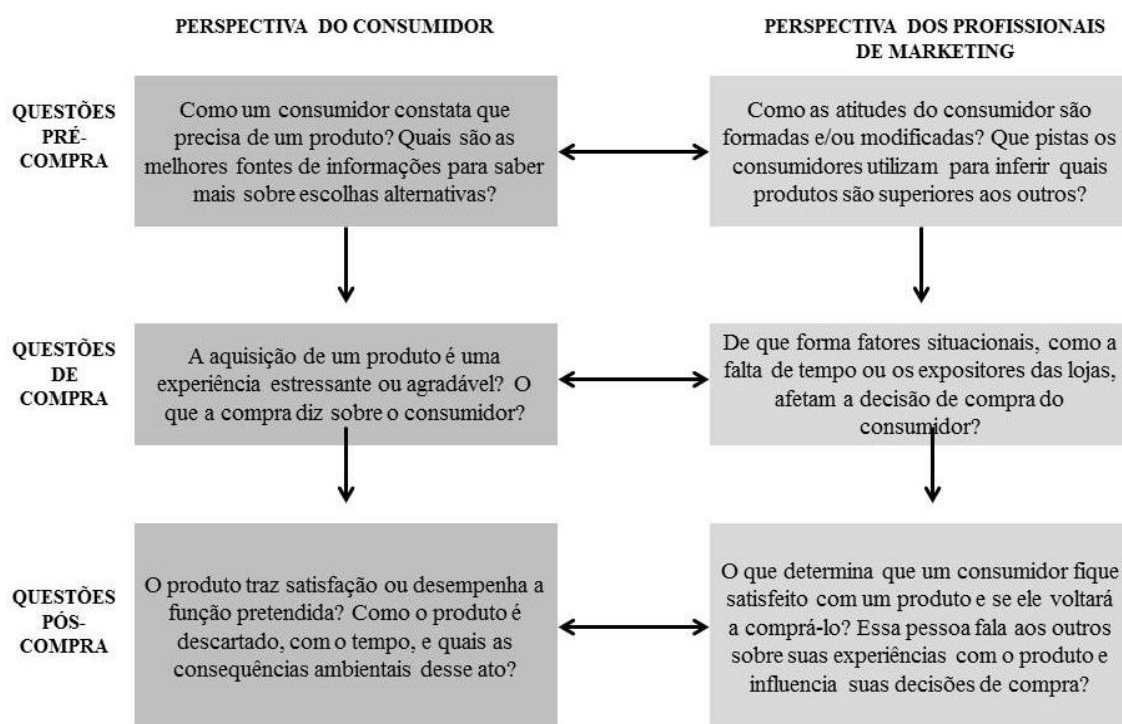 PERSPECTIVA DO CONSUMIDOR
PERSPECTIVA DOS PROFISSIONAIS
DE MARKETING
QUESTÕES
PRÉ-
COMPRA
Como um consumidor constata que
precisa de um produto? Quais são as
melhores fontes de informações para saber
mais sobre escolhas alternativas?
Como as atitudes do consumidor são
formadas e/ou modificadas? Que pistas os
consumidores utilizam para inferir quais
produtos são superiores aos outros?
QUESTÕES
DE
COMPRA
A aquisição de um produto é uma
experiência estressante ou agradável? O
que a compra diz sobre o consumidor?
De que forma fatores situacionais, como a
falta de tempo ou os expositores das lojas,
afetam a decisão de compra do
consumidor?
QUESTÕES
PÓS-
COMPRA
O produto traz satisfação ou desempenha a
função pretendida? Como o produto é
descartado, com o tempo, e quais as
consequências ambientais desse ato?
O que determina que um consumidor fique
satisfeito com um produto e se ele voltará
a comprá-lo? Essa pessoa fala aos outros
sobre suas experiências com o produto e
influencia suas decisões de compra?